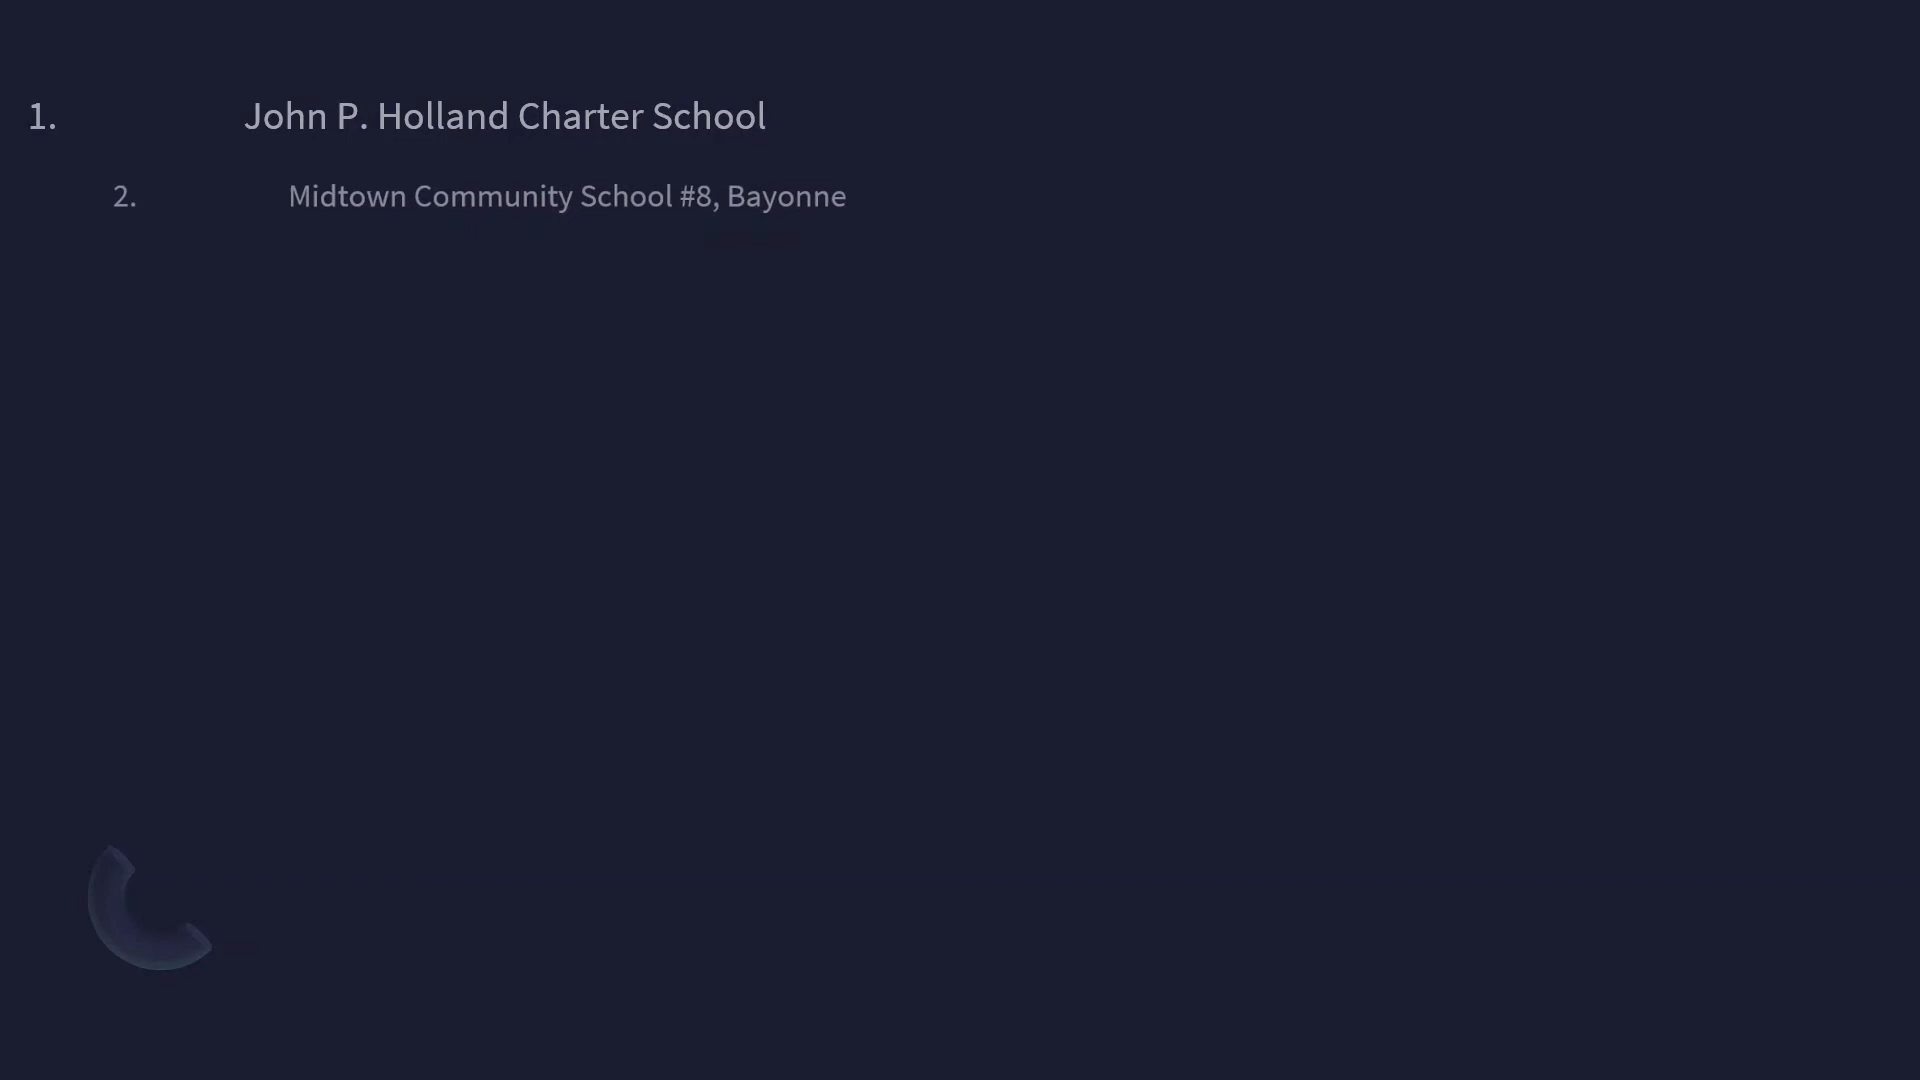 1. John P. Holland Charter School
2. Midtown Community School #8, Bayonne